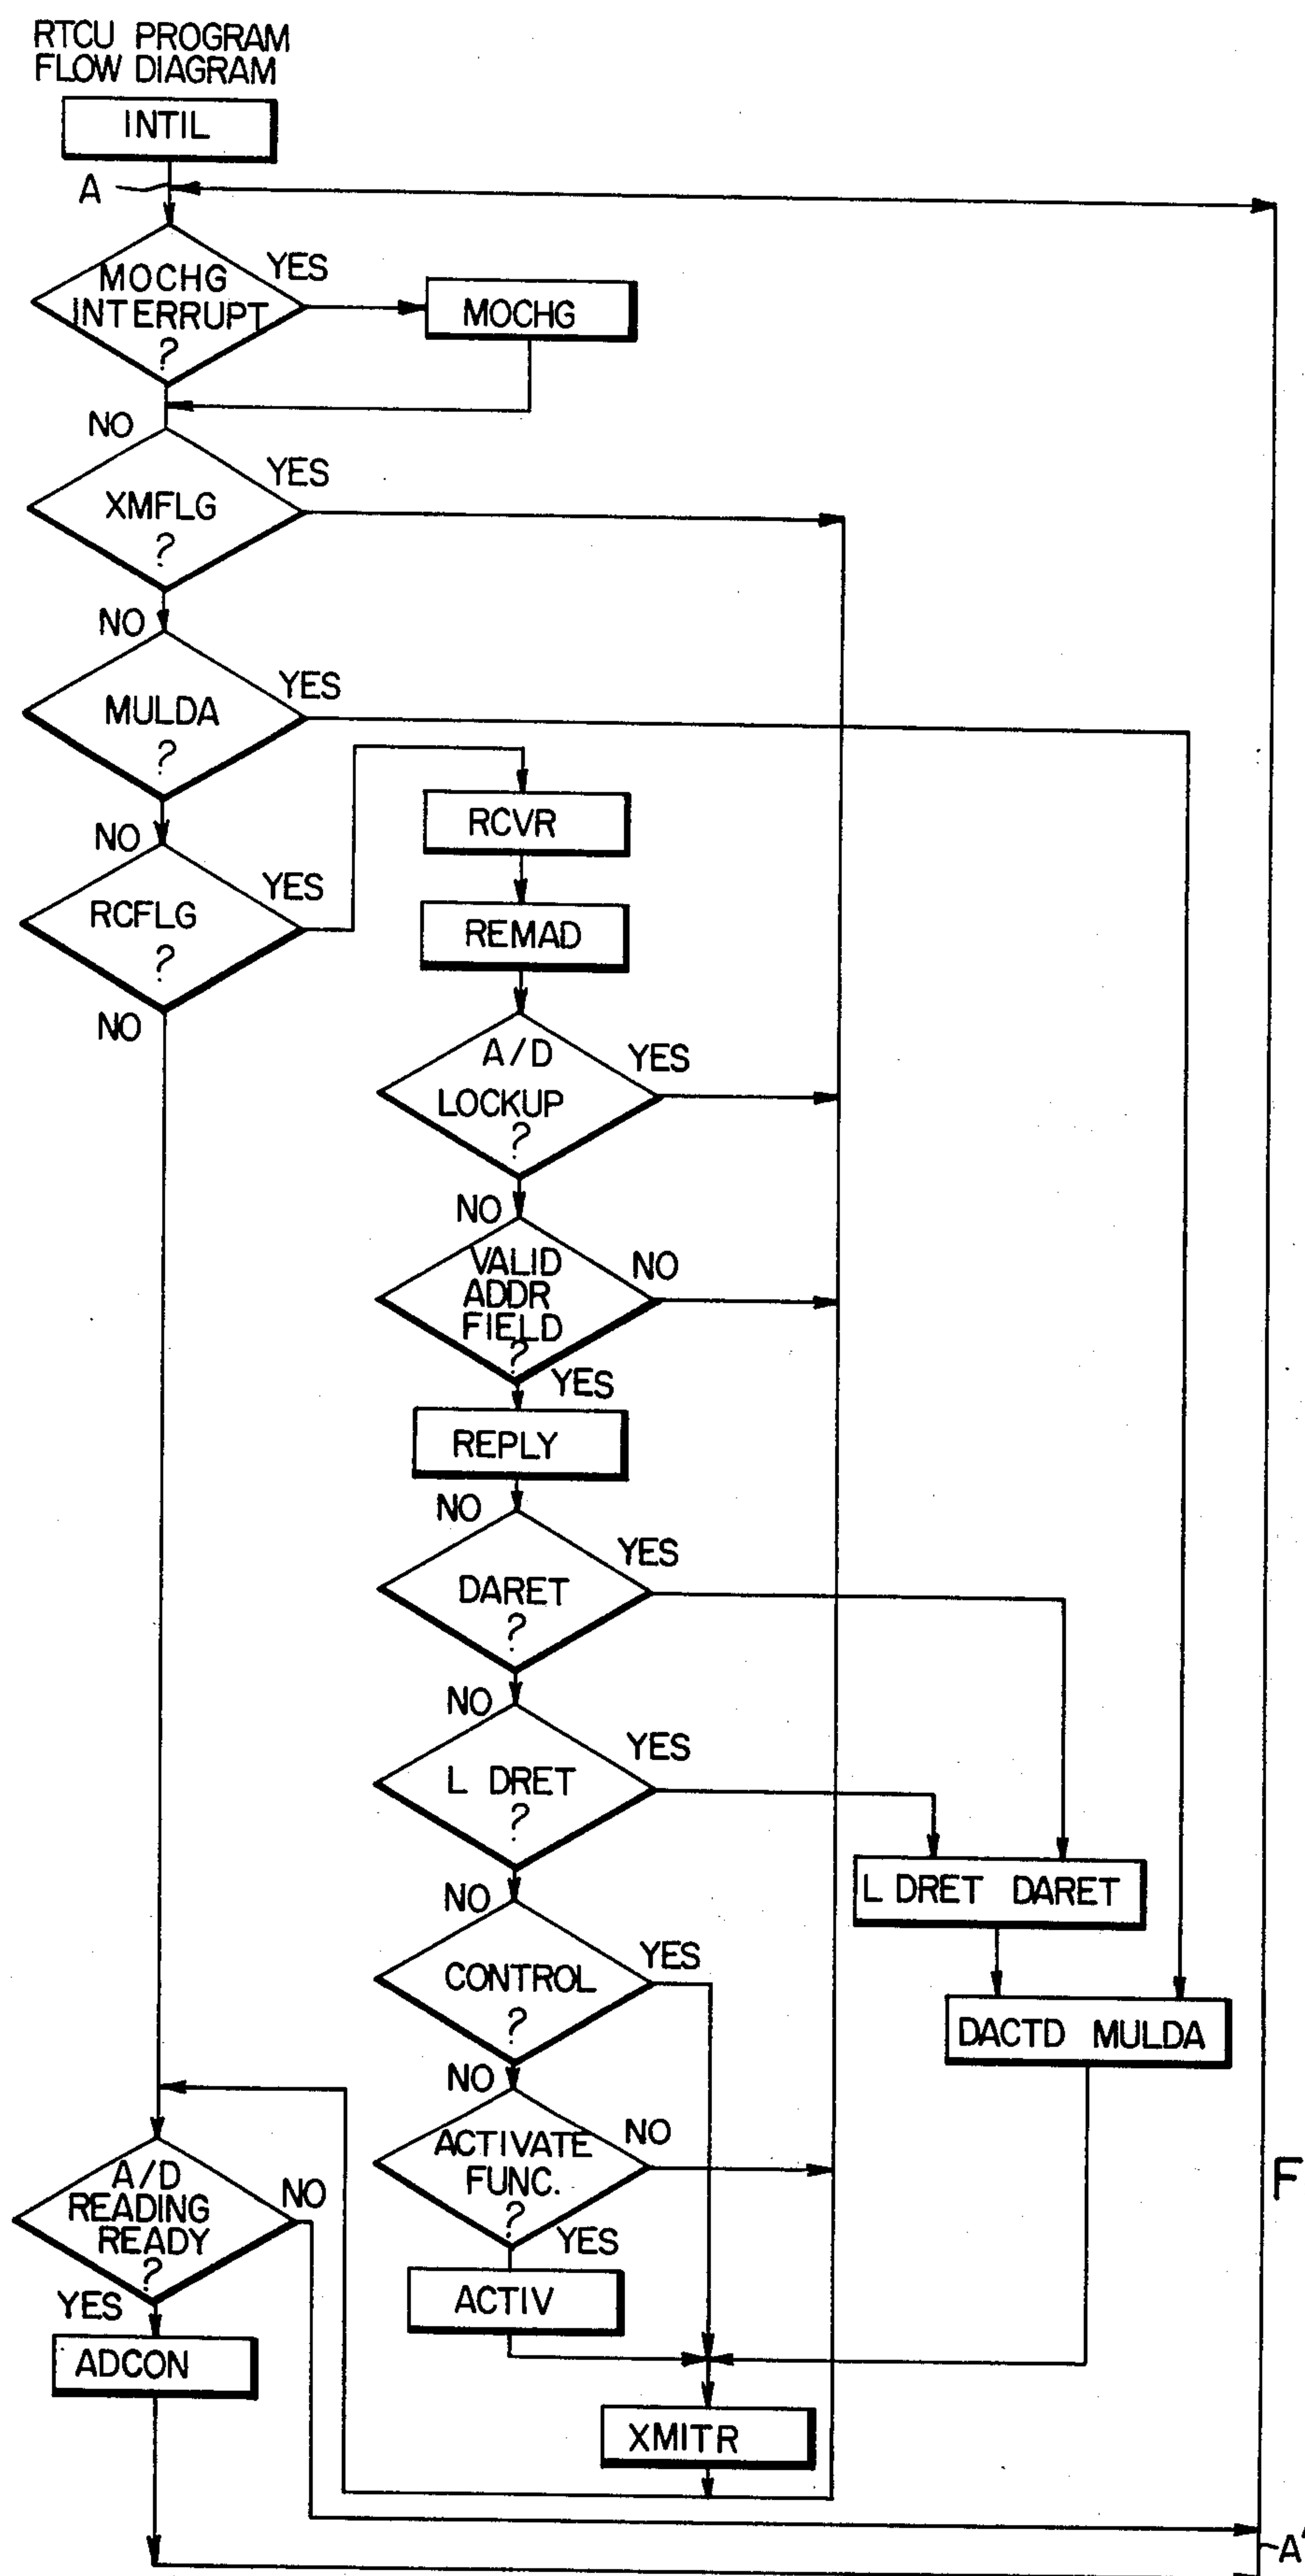 RTCU PROGRAM
FLOW DIAGRAM
INTIL
A
MOCHG
INTERRUPT
?
YES
MOCHG
NO
XMFLG
?
YES
NO
MULDA
?
YES
NO
RCFLG
?
YES
NO
RCVR
REMAD
A/D
LOCKUP
?
YES
NO
VALID
ADDR
FIELD
?
NO
YES
REPLY
NO
DARET
?
YES
NO
L DRET
?
YES
NO
L DRET DARET
CONTROL
?
YES
NO
DACTD MULDA
ACTIVATE
FUNC.
?
NO
YES
ACTIV
XMITR
A/D
READING
READY
?
NO
YES
ADCON
F
A'